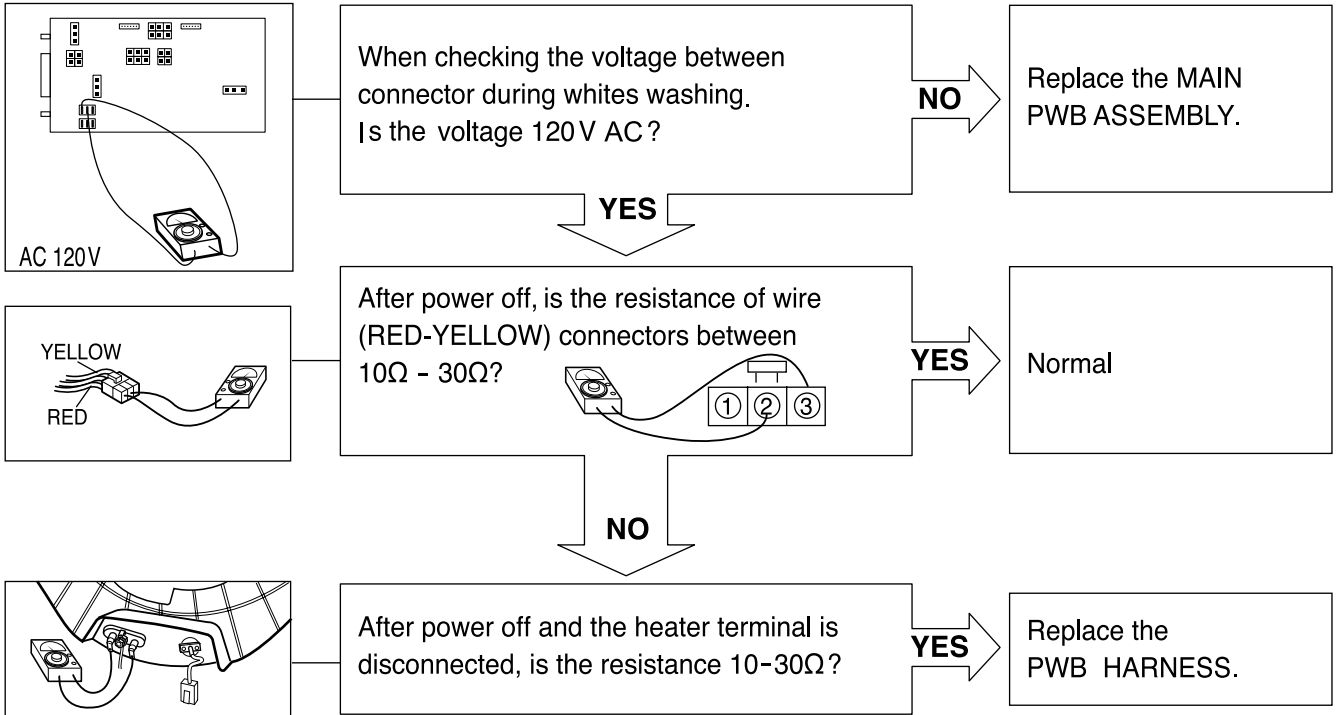 AC 120V
When checking the voltage between
connector during whites washing.
Is the voltage 120V AC?
NO
Replace the MAIN
PWB ASSEMBLY.
YES
YELLOW
RED
After power off, is the resistance of wire
(RED-YELLOW) connectors between
10Ω - 30Ω?
① ② ③
YES
Normal
NO
After power off and the heater terminal is
disconnected, is the resistance 10-30Ω?
YES
Replace the
PWB HARNESS.